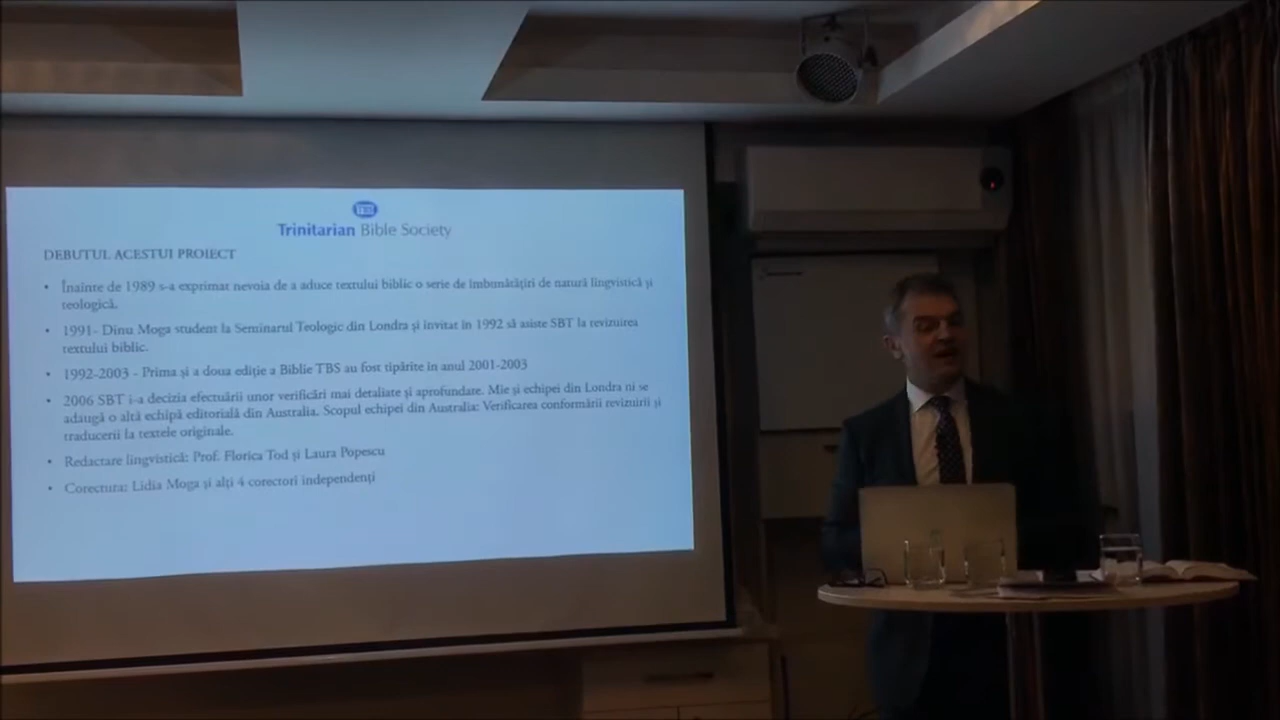 TBS
Trinitarian Bible Society
DEBUTUL ACESTUI PROIECT
• Înainte de 1989 s-a exprimat nevoia de a aduce textului biblic o serie de îmbunătățiri de natură lingvistică și
teologică.
• 1991- Dinu Moga student la Seminarul Teologic din Londra și invitat în 1992 să asiste SBT la revizuirea
textului biblic.
• 1992-2003 - Prima și a doua ediție a Biblie TBS au fost tipărite în anul 2001-2003
• 2006 SBT i-a decizia efectuării unor verificări mai detaliate și aprofundate. Mie și echipei din Londra ni se
adaugă o altă echipă editorială din Australia. Scopul echipei din Australia: Verificarea conformării revizuirii și
traducerii la textele originale.
• Redactare lingvistică: Prof. Florica Tod și Laura Popescu
• Corectura: Lidia Moga și alți 4 corectori independenți